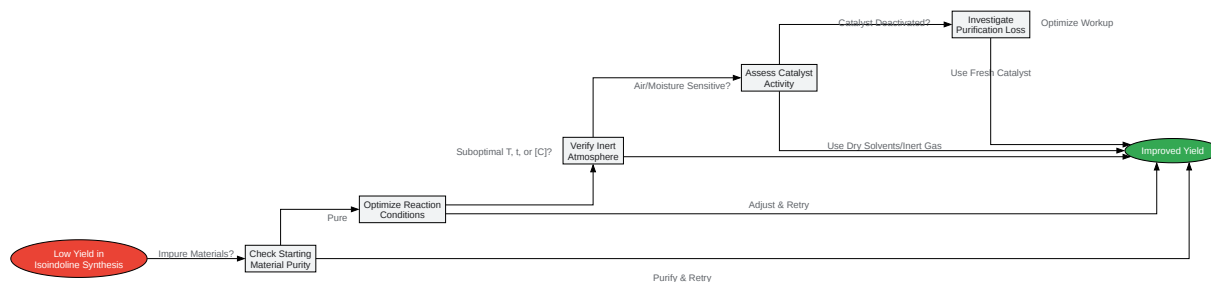 Catalyst Deactivated?
Investigate
Purification Loss
Optimize Workup
Assess Catalyst
Activity
Use Fresh Catalyst
Air/Moisture Sensitive?
Suboptimal T, t, or [C]?
Verify Inert
Atmosphere
Use Dry Solvents/Inert Gas
Improved Yield
Pure
Optimize Reaction
Conditions
Adjust & Retry
Low Yield in
Isoindoline Synthesis
Impure Materials?
Check Starting
Material Purity
Purify & Retry